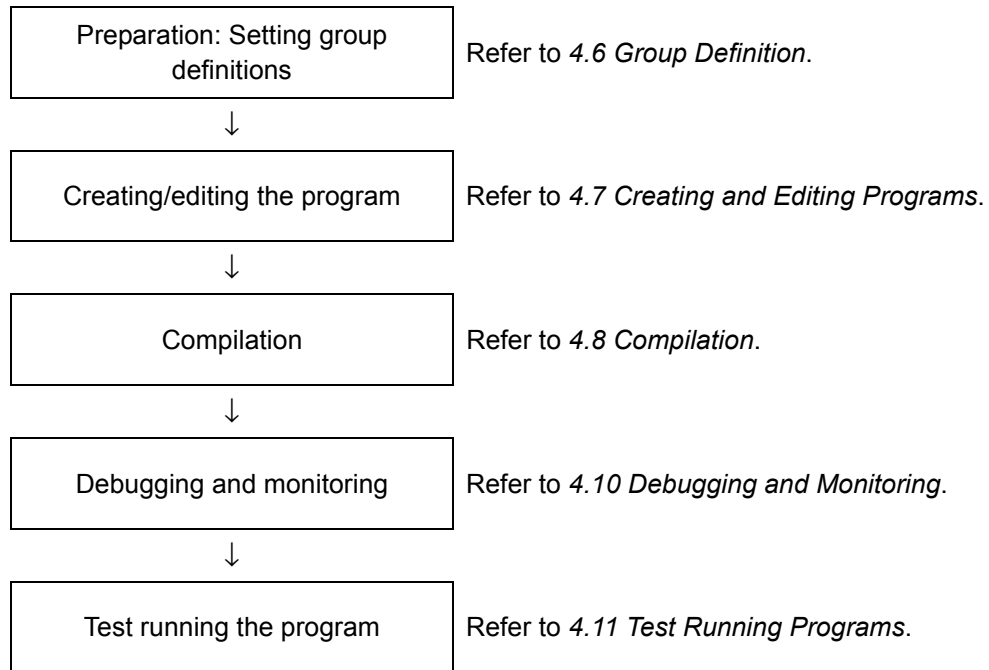 Preparation: Setting group
definitions
Refer to 4.6 Group Definition.
↓
Creating/editing the program
Refer to 4.7 Creating and Editing Programs.
↓
Compilation
Refer to 4.8 Compilation.
↓
Debugging and monitoring
Refer to 4.10 Debugging and Monitoring.
↓
Test running the program
Refer to 4.11 Test Running Programs.